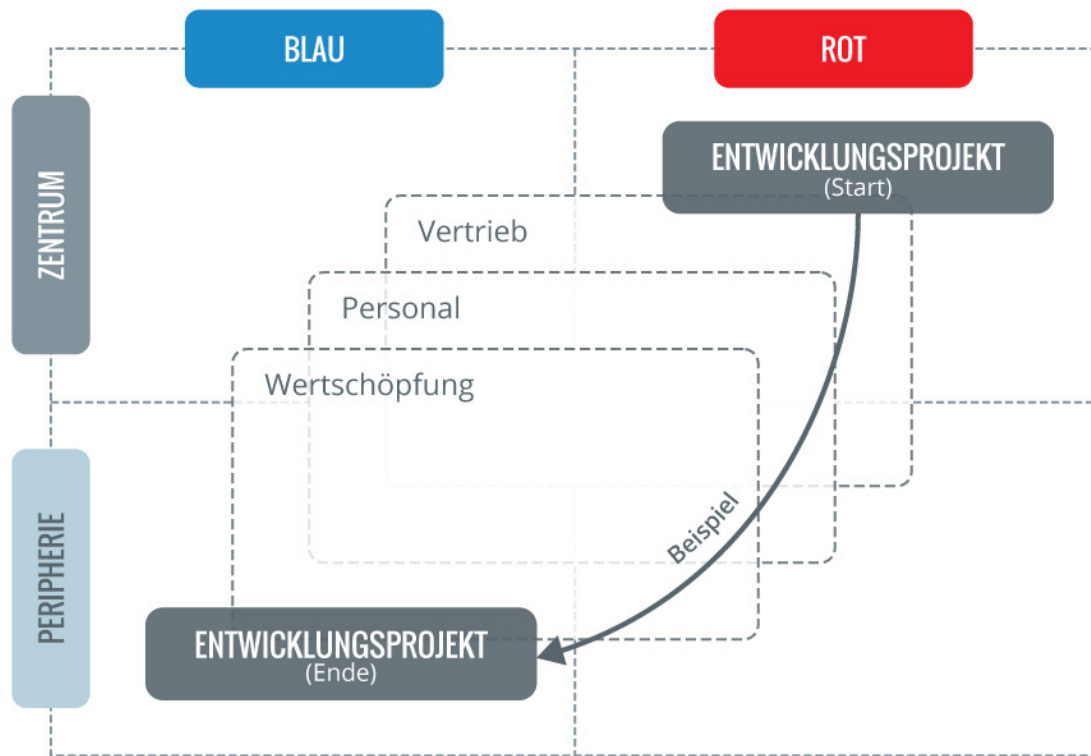 BLAU
ROT
ZENTRUM
ENTWICKLUNGSPROJEKT
(Start)
Vertrieb
Personal
Wertschöpfung
Beispiel
PERIPHERIE
ENTWICKLUNGSPROJEKT
(Ende)